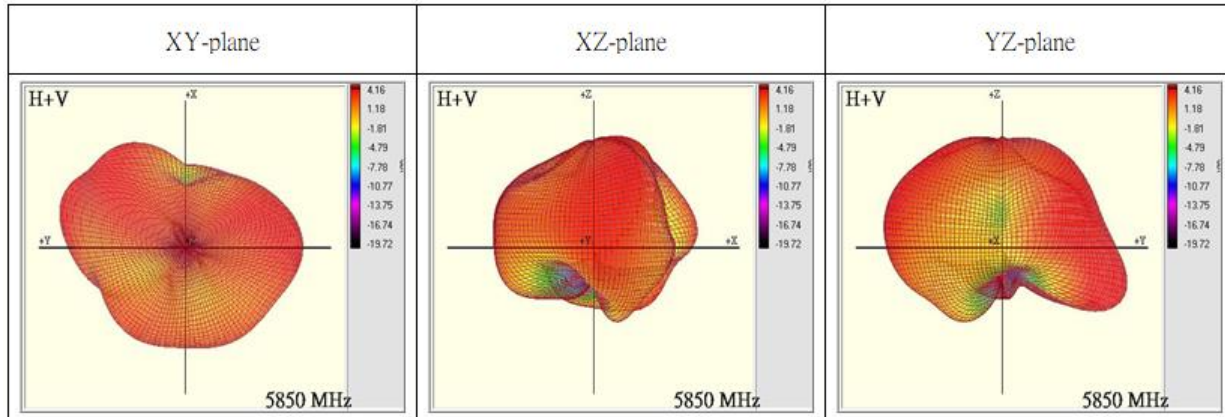 XY-plane
XZ-plane
YZ-plane
H+V
+X
+Y
4.16
1.18
-1.81
-4.79
-7.78
-10.77
-13.75
-16.74
-19.72
5850 MHz
H+V
+Z
+Y
+X
4.16
1.18
-1.81
-4.79
-7.78
-10.77
-13.75
-16.74
-19.72
5850 MHz
H+V
+Z
+X
+Y
4.16
1.18
-1.81
-4.79
-7.78
-10.77
-13.75
-16.74
-19.72
5850 MHz